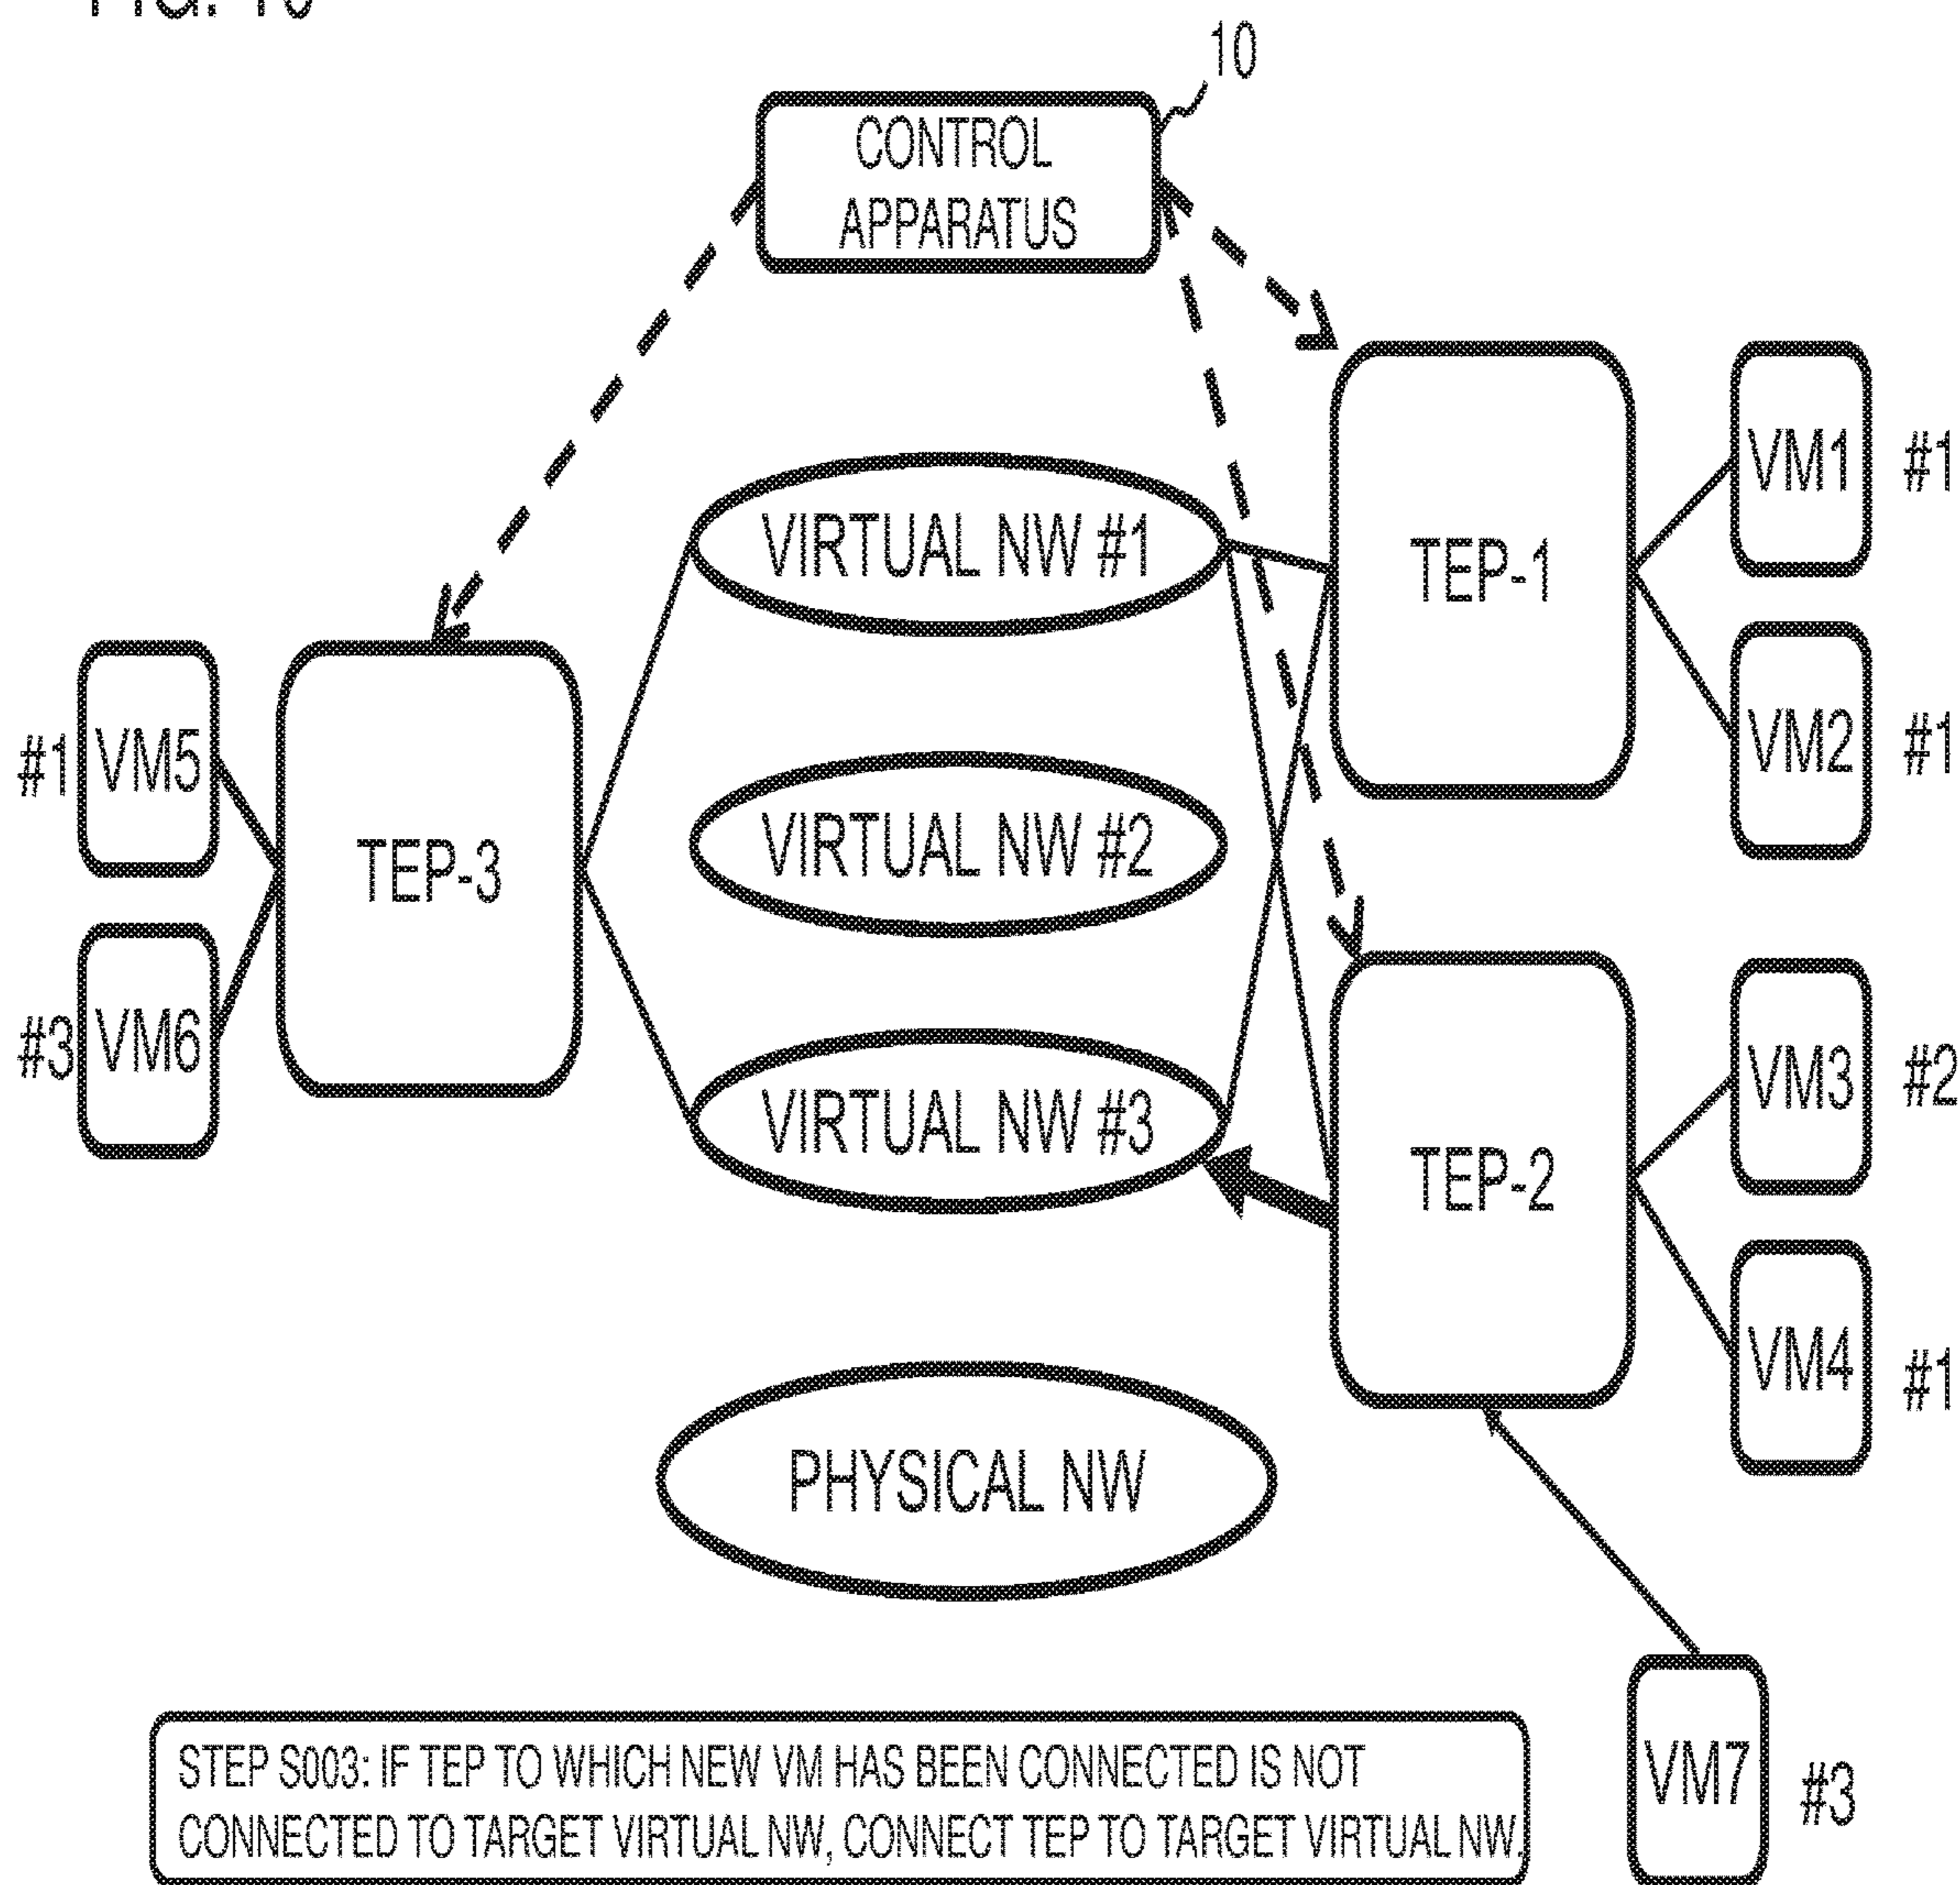 10
CONTROL
APPARATUS
VIRTUAL NW #1
TEP-1
VM1 #1
VM2 #1
#1 VM5
TEP-3
VIRTUAL NW #2
#3 VM6
VIRTUAL NW #3
TEP-2
VM3 #2
VM4 #1
PHYSICAL NW
VM7 #3
STEP S003: IF TEP TO WHICH NEW VM HAS BEEN CONNECTED IS NOT
CONNECTED TO TARGET VIRTUAL NW, CONNECT TEP TO TARGET VIRTUAL NW.